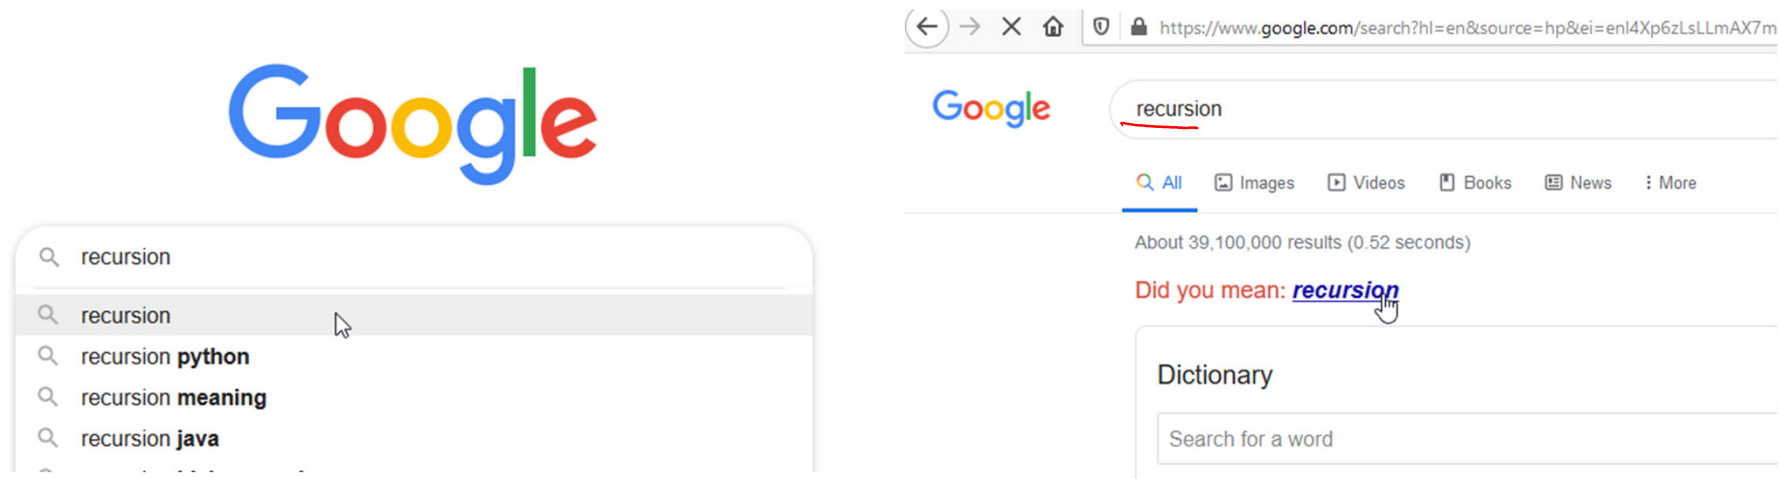 Google
recursion
recursion
recursion python
recursion meaning
recursion java
https://www.google.com/search?hl=en&source=hp&ei=enI4Xp6zLsLLmAX7m
Google
recursion
All Images Videos Books News More
About 39,100,000 results (0.52 seconds)
Did you mean: recursion
Dictionary
Search for a word